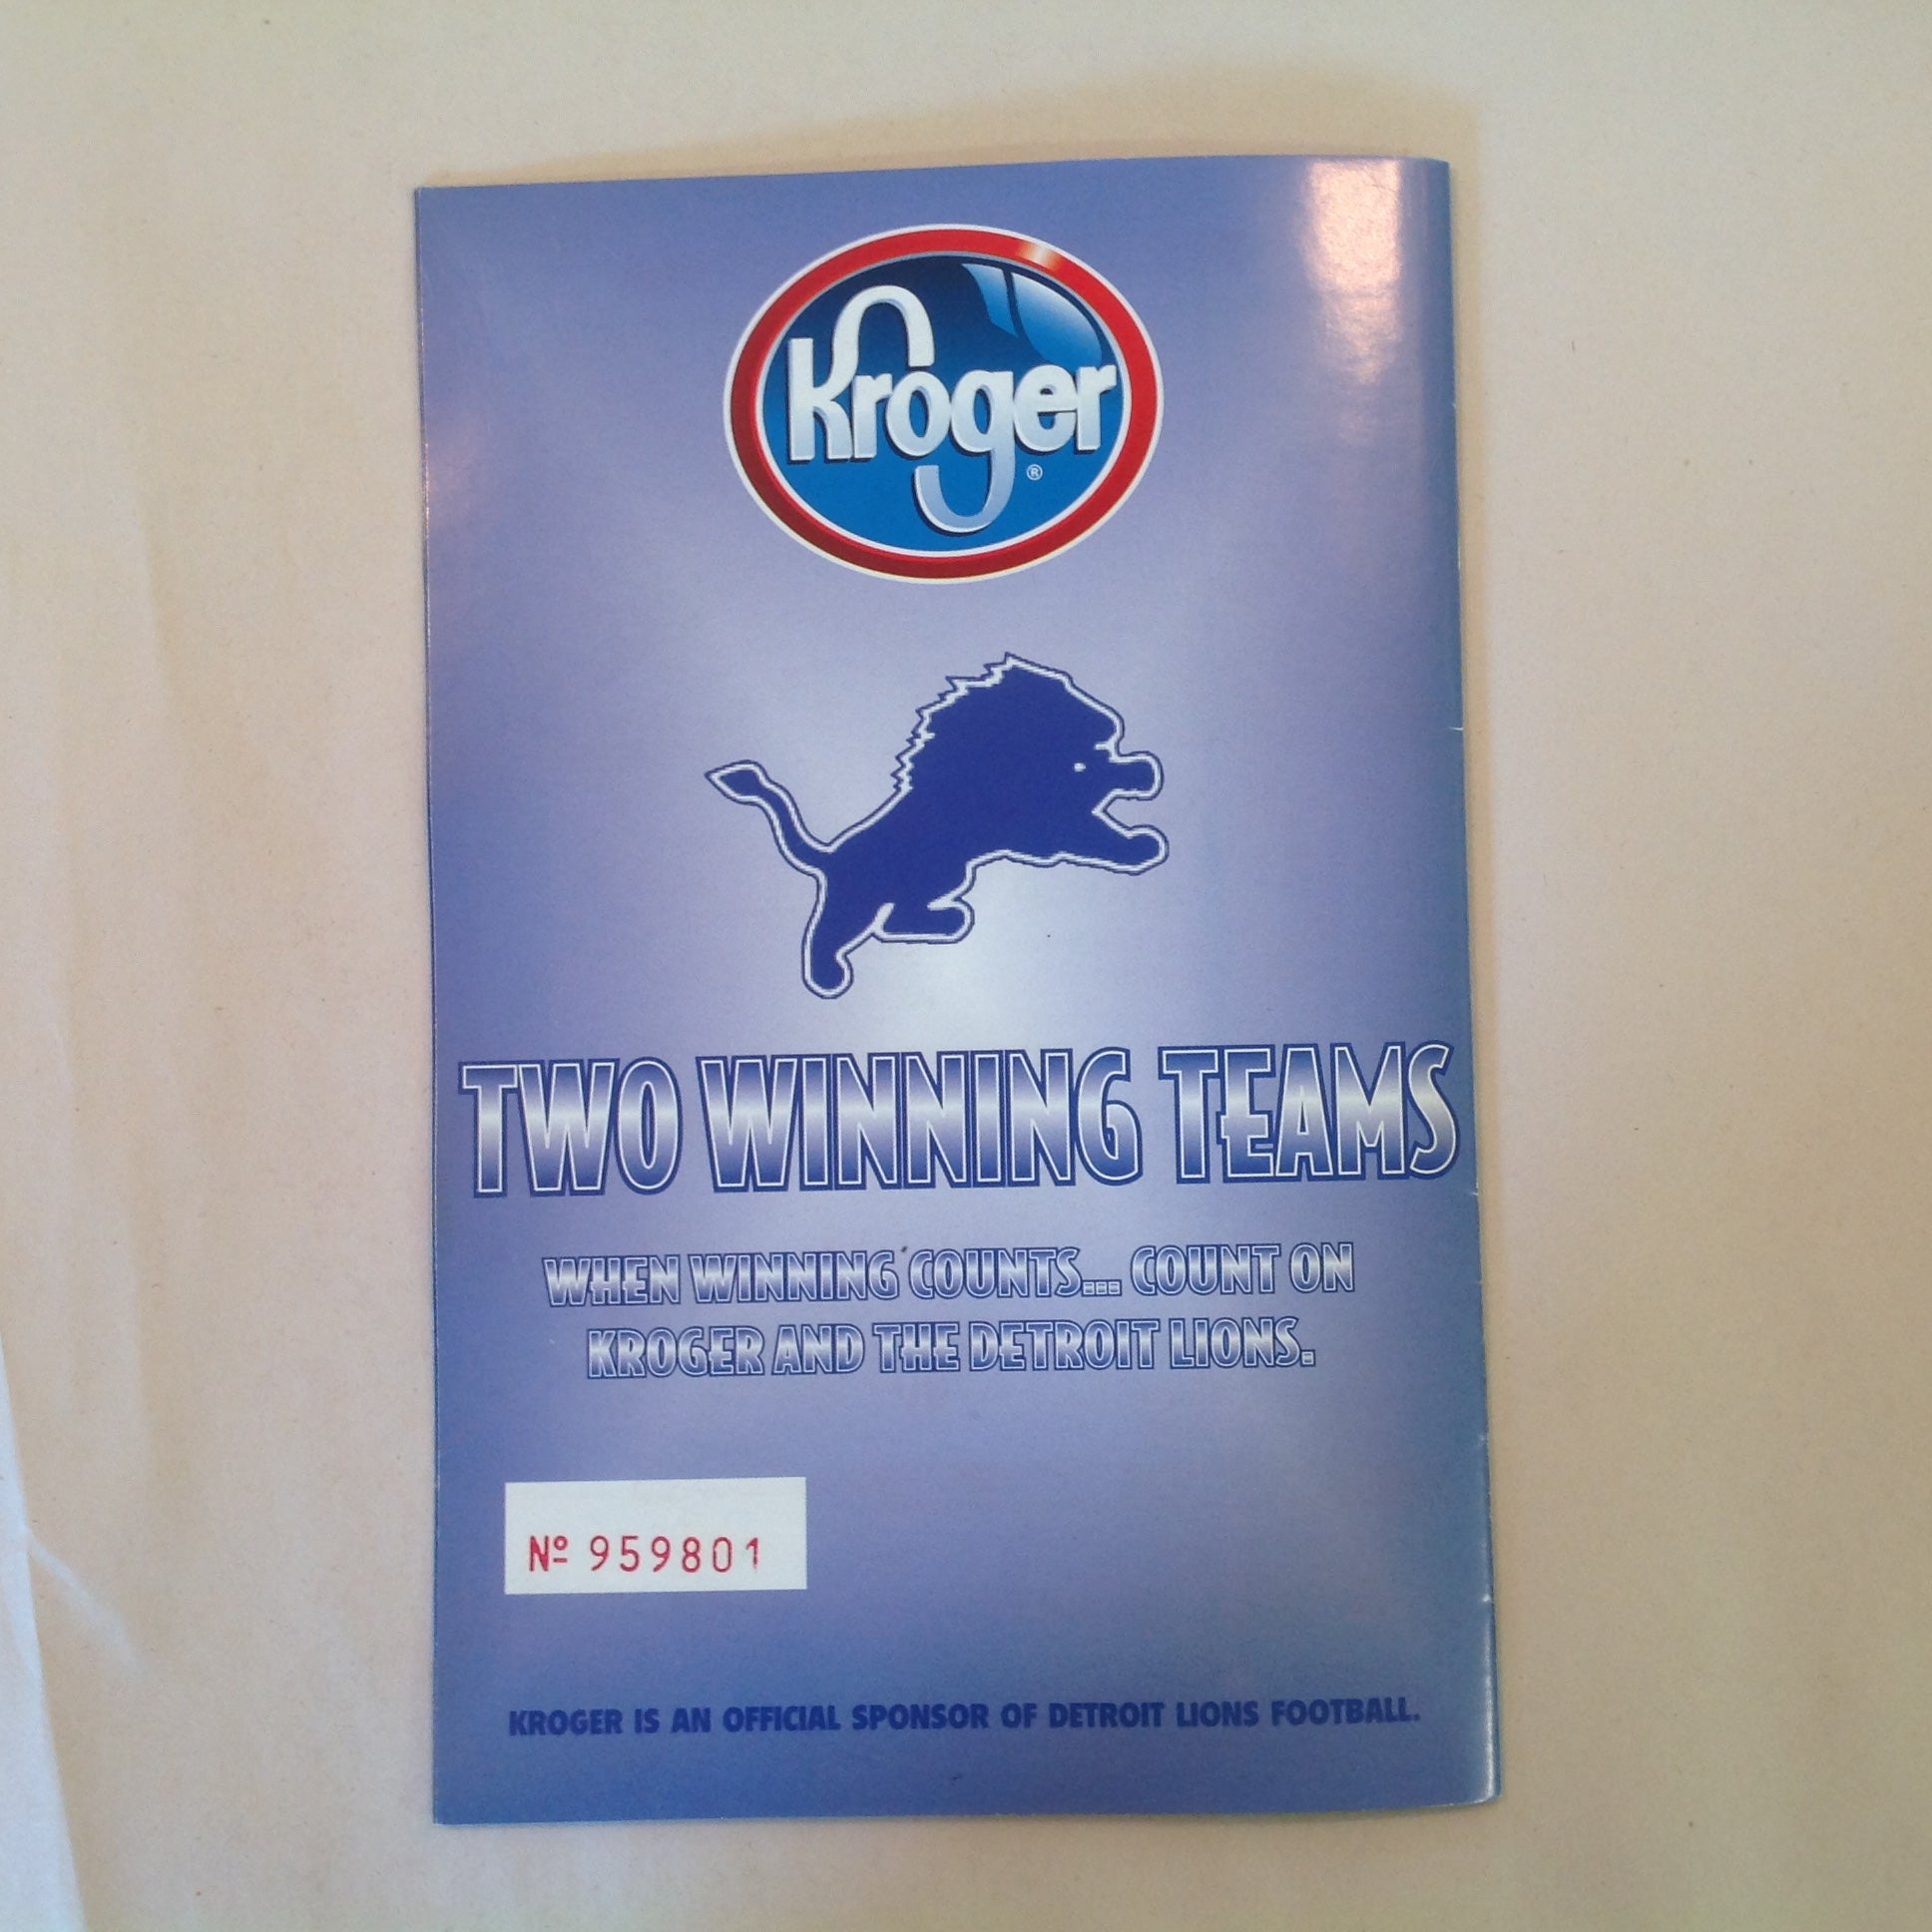 Kroger
®
TWO WINNING TEAMS
WHEN WINNING COUNTS... COUNT ON
KROGER AND THE DETROIT LIONS.
Nº 959801
KROGER IS AN OFFICIAL SPONSOR OF DETROIT LIONS FOOTBALL.